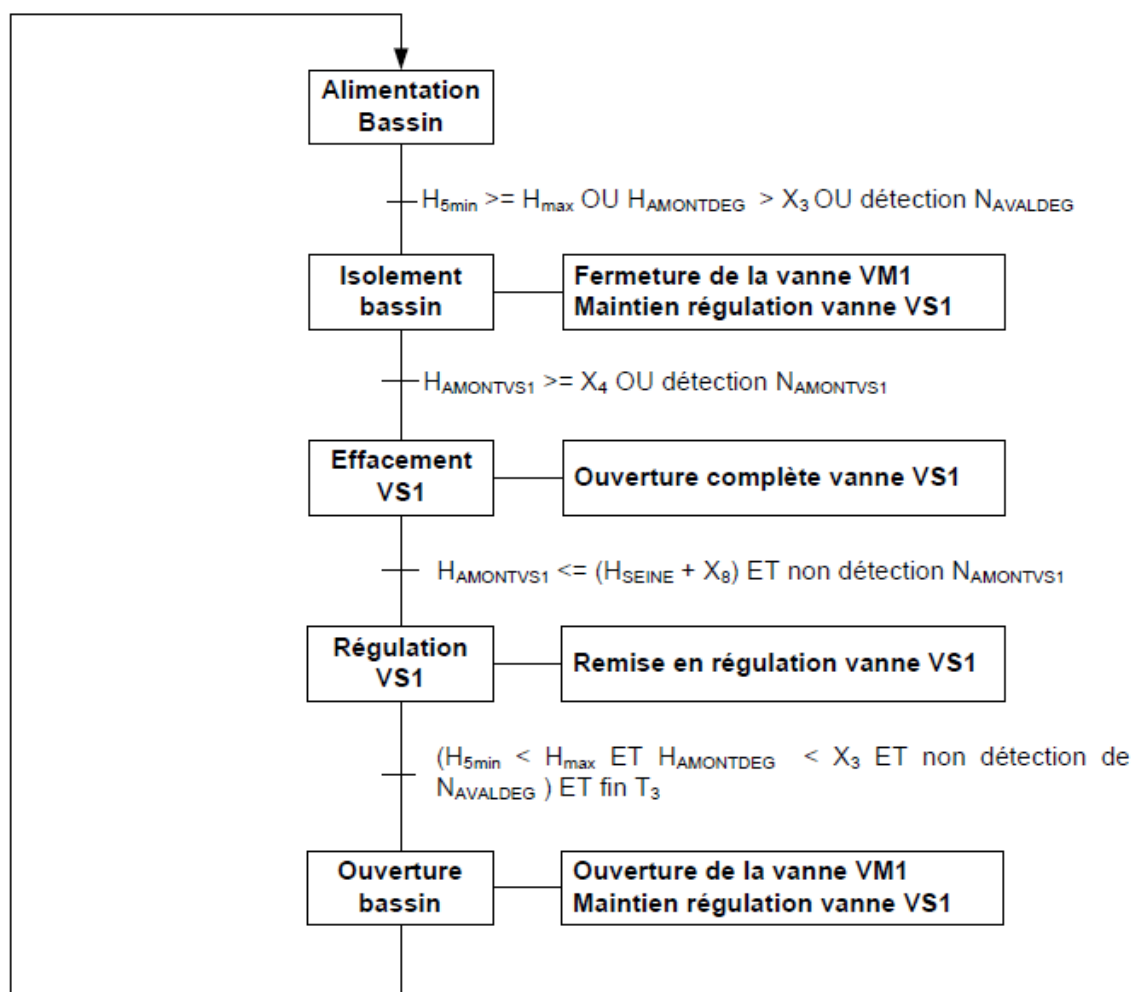 Alimentation
Bassin
H5min >= Hmax OU HAMONTDEG > X3 OU détection NAVALDEG
Isolement
bassin
Fermeture de la vanne VM1
Maintien régulation vanne VS1
HAMONTVS1 >= X4 OU détection NAMONTVS1
Effacement
VS1
Ouverture complète vanne VS1
HAMONTVS1 <= (HSEINE + X8) ET non détection NAMONTVS1
Régulation
VS1
Remise en régulation vanne VS1
(H5min < Hmax ET HAMONTDEG < X3 ET non détection de
NAVALDEG ) ET fin T3
Ouverture
bassin
Ouverture de la vanne VM1
Maintien régulation vanne VS1